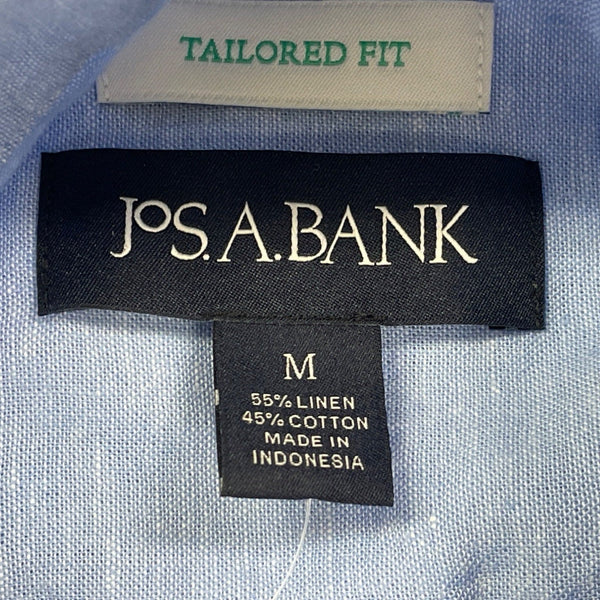 TAILORED FIT
JOS. A. BANK
M
55% LINEN
45% COTTON
MADE IN
INDONESIA